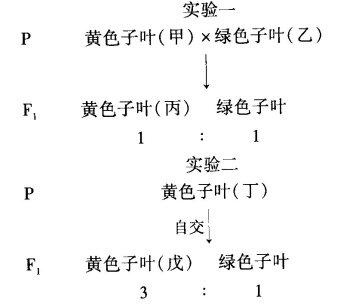 实验一
P 黄色子叶(甲)×绿色子叶(乙)
F₁ 黄色子叶(丙) 绿色子叶
1 : 1
实验二
P 黄色子叶(丁)
自交
F₁ 黄色子叶(戊) 绿色子叶
3 : 1